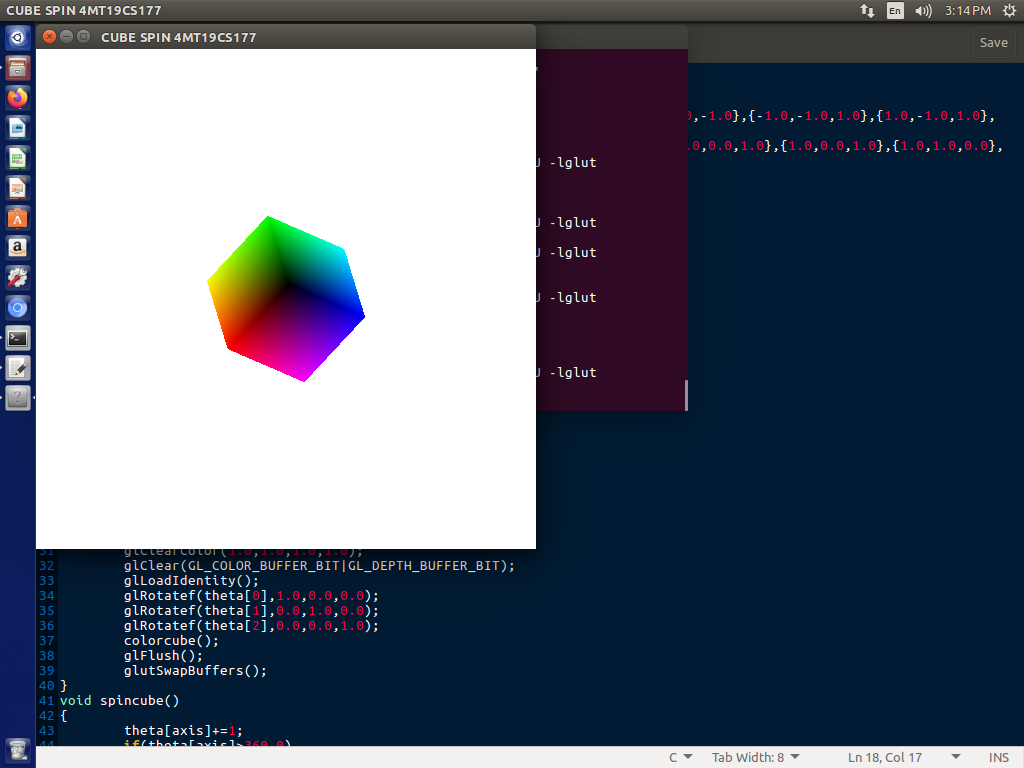 CUBE SPIN 4MT19CS177
En
3:14 PM
CUBE SPIN 4MT19CS177
Save
,-1.0},{-1.0,-1.0,1.0},{1.0,-1.0,1.0},
.0,0.0,1.0},{1.0,0.0,1.0},{1.0,1.0,0.0},
-lglut
-lglut
-lglut
-lglut
-lglut
31 glClearColor(1.0,1.0,1.0,1.0);
32 glClear(GL_COLOR_BUFFER_BIT|GL_DEPTH_BUFFER_BIT);
33 glLoadIdentity();
34 glRotatef(theta[0],1.0,0.0,0.0);
35 glRotatef(theta[1],0.0,1.0,0.0);
36 glRotatef(theta[2],0.0,0.0,1.0);
37 colorcube();
38 glFlush();
39 glutSwapBuffers();
40 }
41 void spincube()
42 {
43 theta[axis]+=1;
44 if(theta[axis]>360.0)
C Tab Width: 8 Ln 18, Col 17 INS